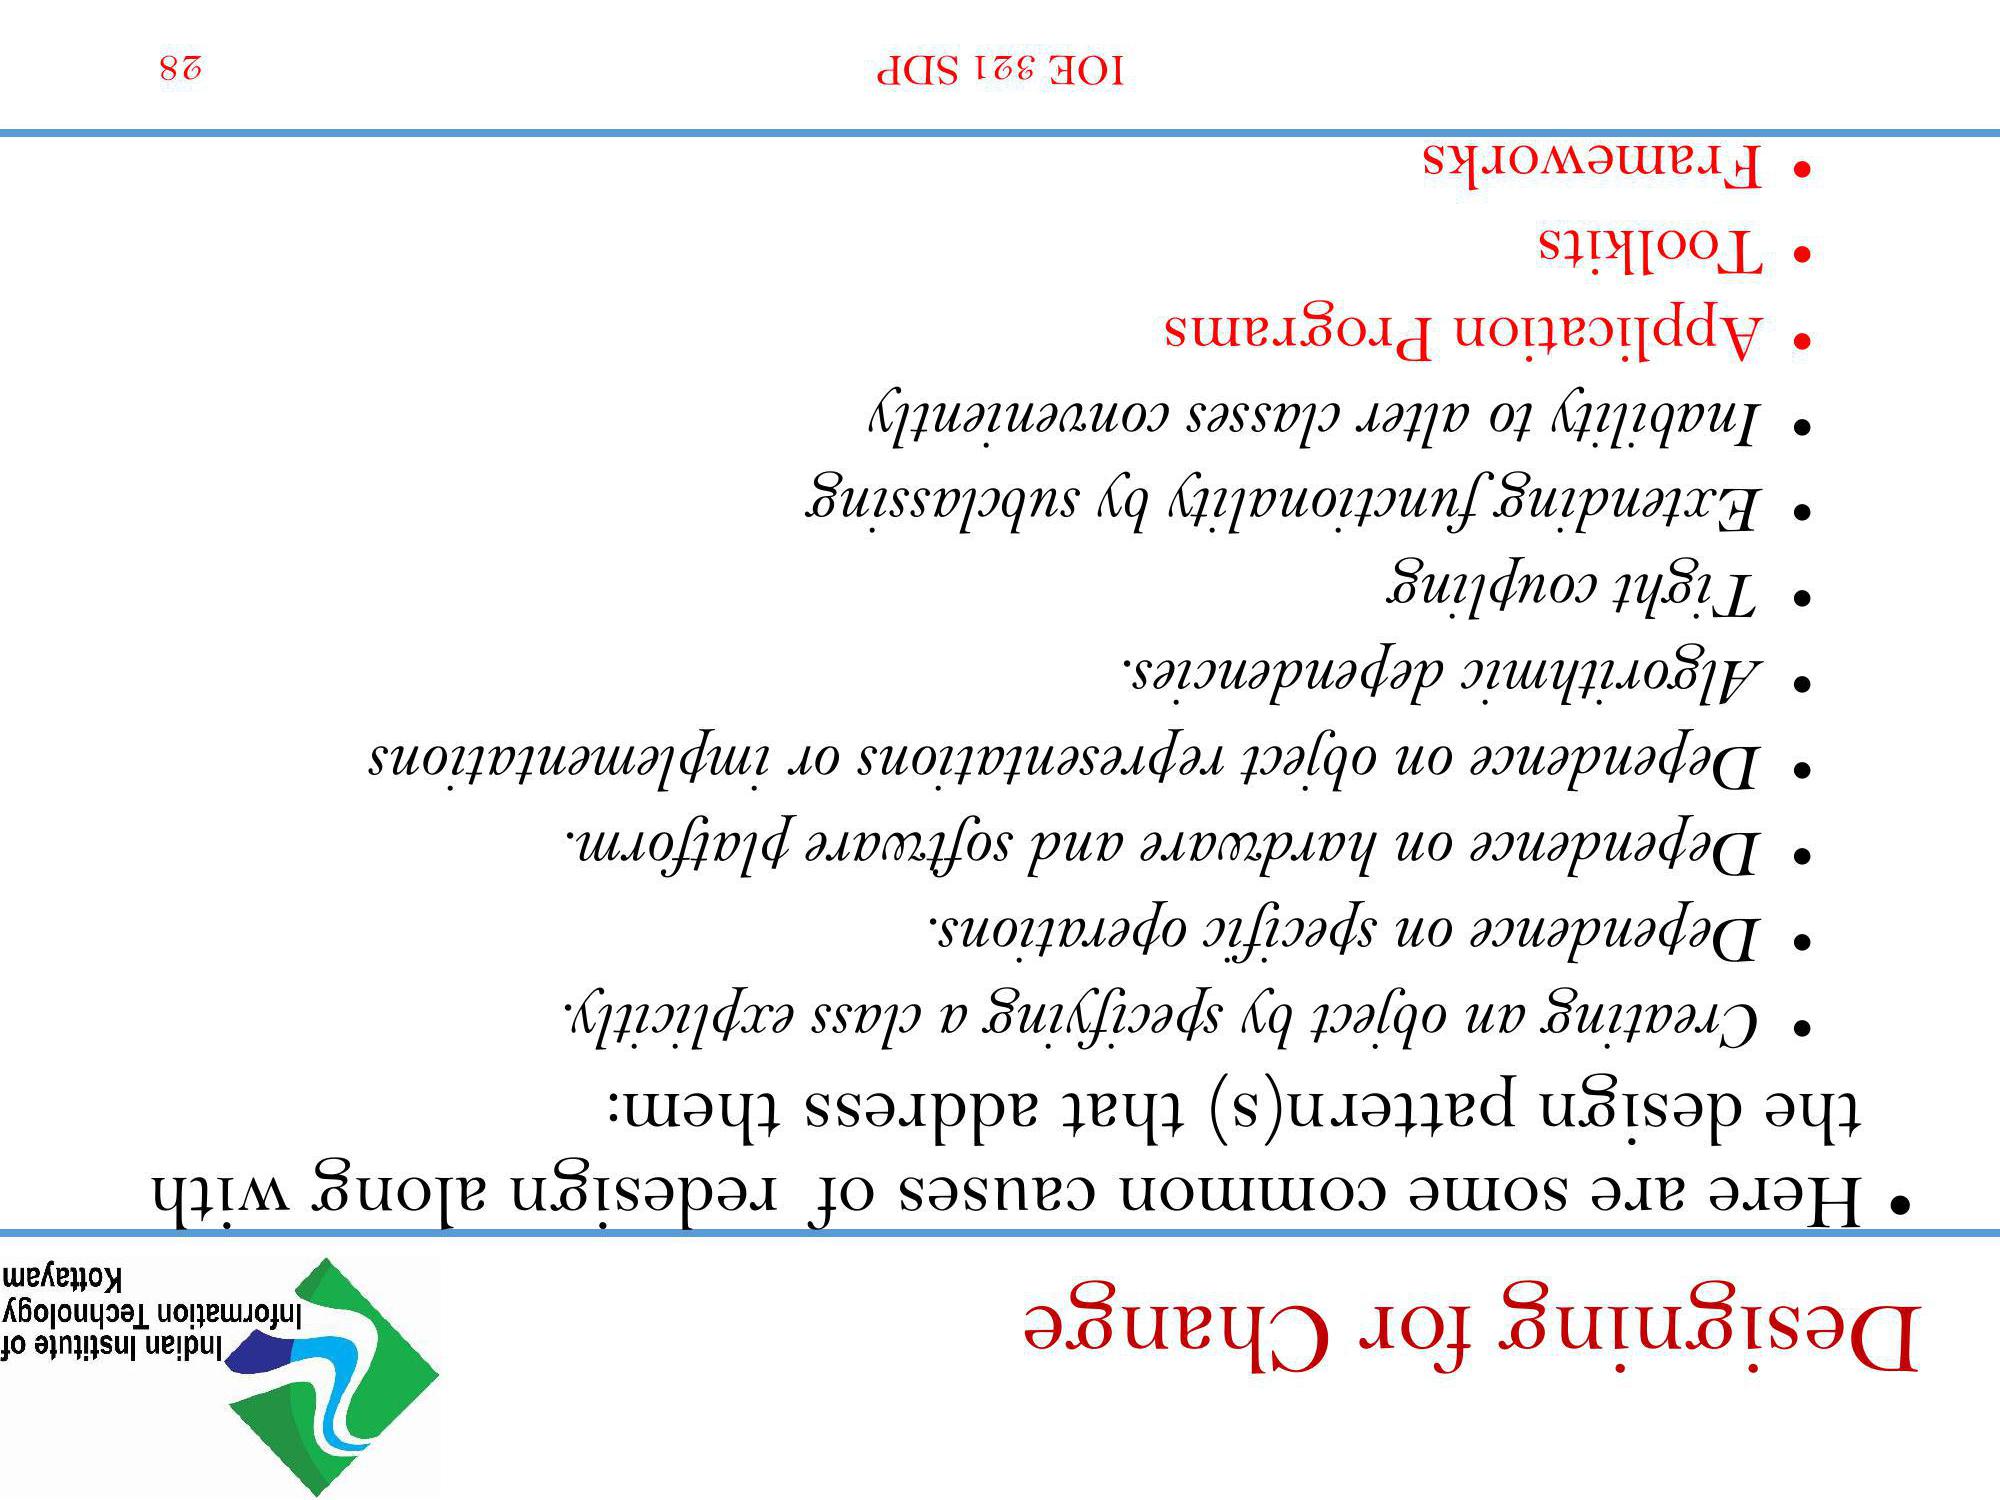 Designing for Change
Indian Institute of
Information Technology
Kottayam
• Here are some common causes of redesign along with
the design pattern(s) that address them:
• Creating an object by specifying a class explicitly.
• Dependence on specific operations.
• Dependence on hardware and software platform.
• Dependence on object representations or implementations
• Algorithmic dependencies.
• Tight coupling
• Extending functionality by subclassing
• Inability to alter classes conveniently
• Application Programs
• Toolkits
• Frameworks
IOE 321 SDP
28